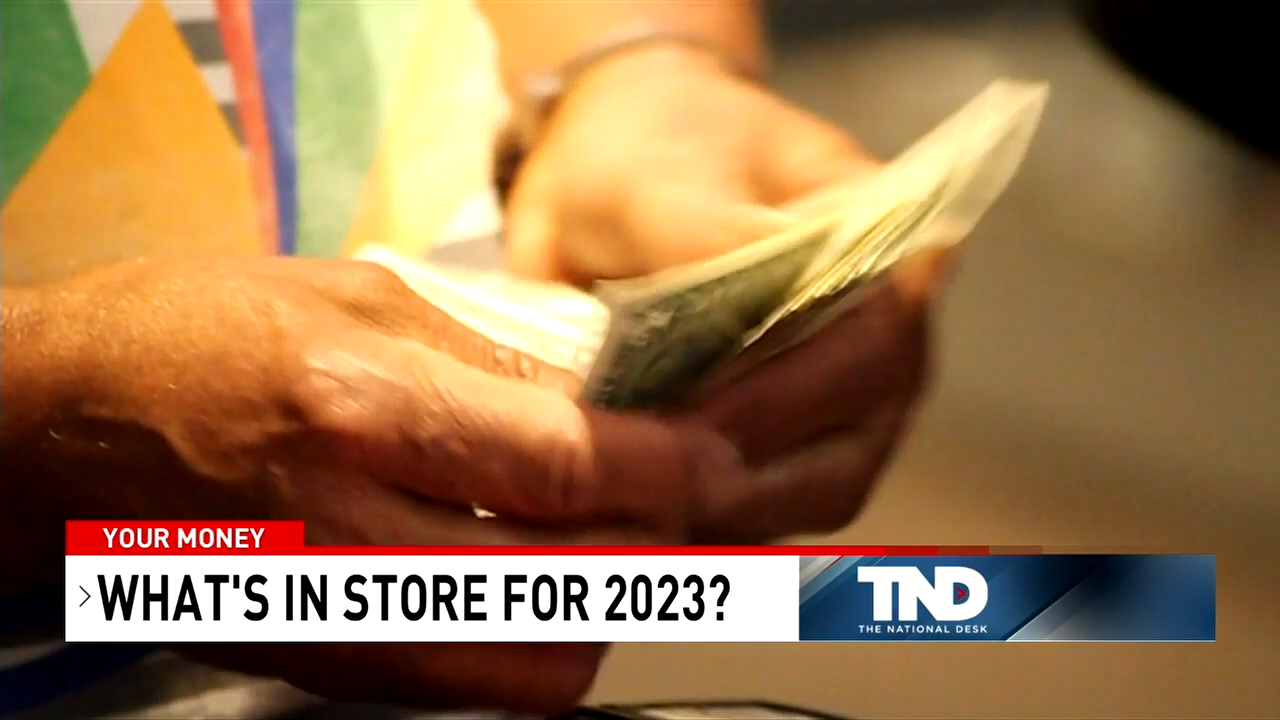 YOUR MONEY
WHAT'S IN STORE FOR 2023?
TND
THE NATIONAL DESK